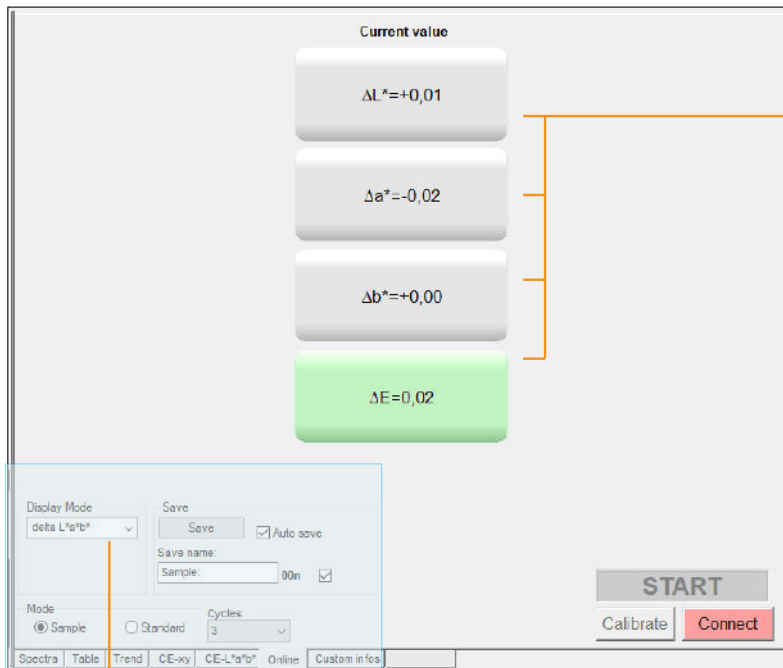 Current value
ΔL*=+0,01
Δa*=-0,02
Δb*=+0,00
ΔE=0,02
Display Mode
delta L*a*b*
Save
Save
Auto save
Save name:
Sample:
00n
Mode
Sample
Standard
Cycles:
3
START
Calibrate
Connect
Spectra
Table
Trend
CE-xy
CE-L*a*b*
Online
Custom infos